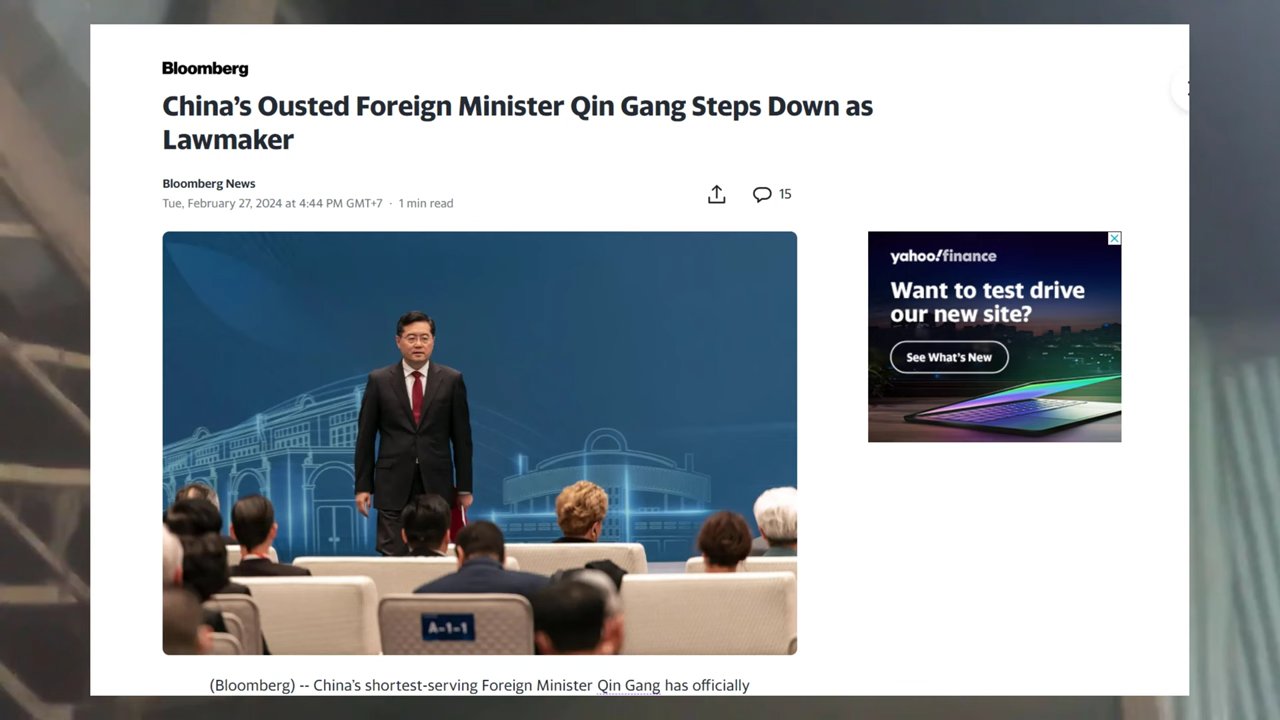 Bloomberg
China's Ousted Foreign Minister Qin Gang Steps Down as
Lawmaker
Bloomberg News
Tue, February 27, 2024 at 4:44 PM GMT+7 · 1 min read
15
yahoo!finance
Want to test drive
our new site?
See What's New
A-1-1
(Bloomberg) -- China's shortest-serving Foreign Minister Qin Gang has officially